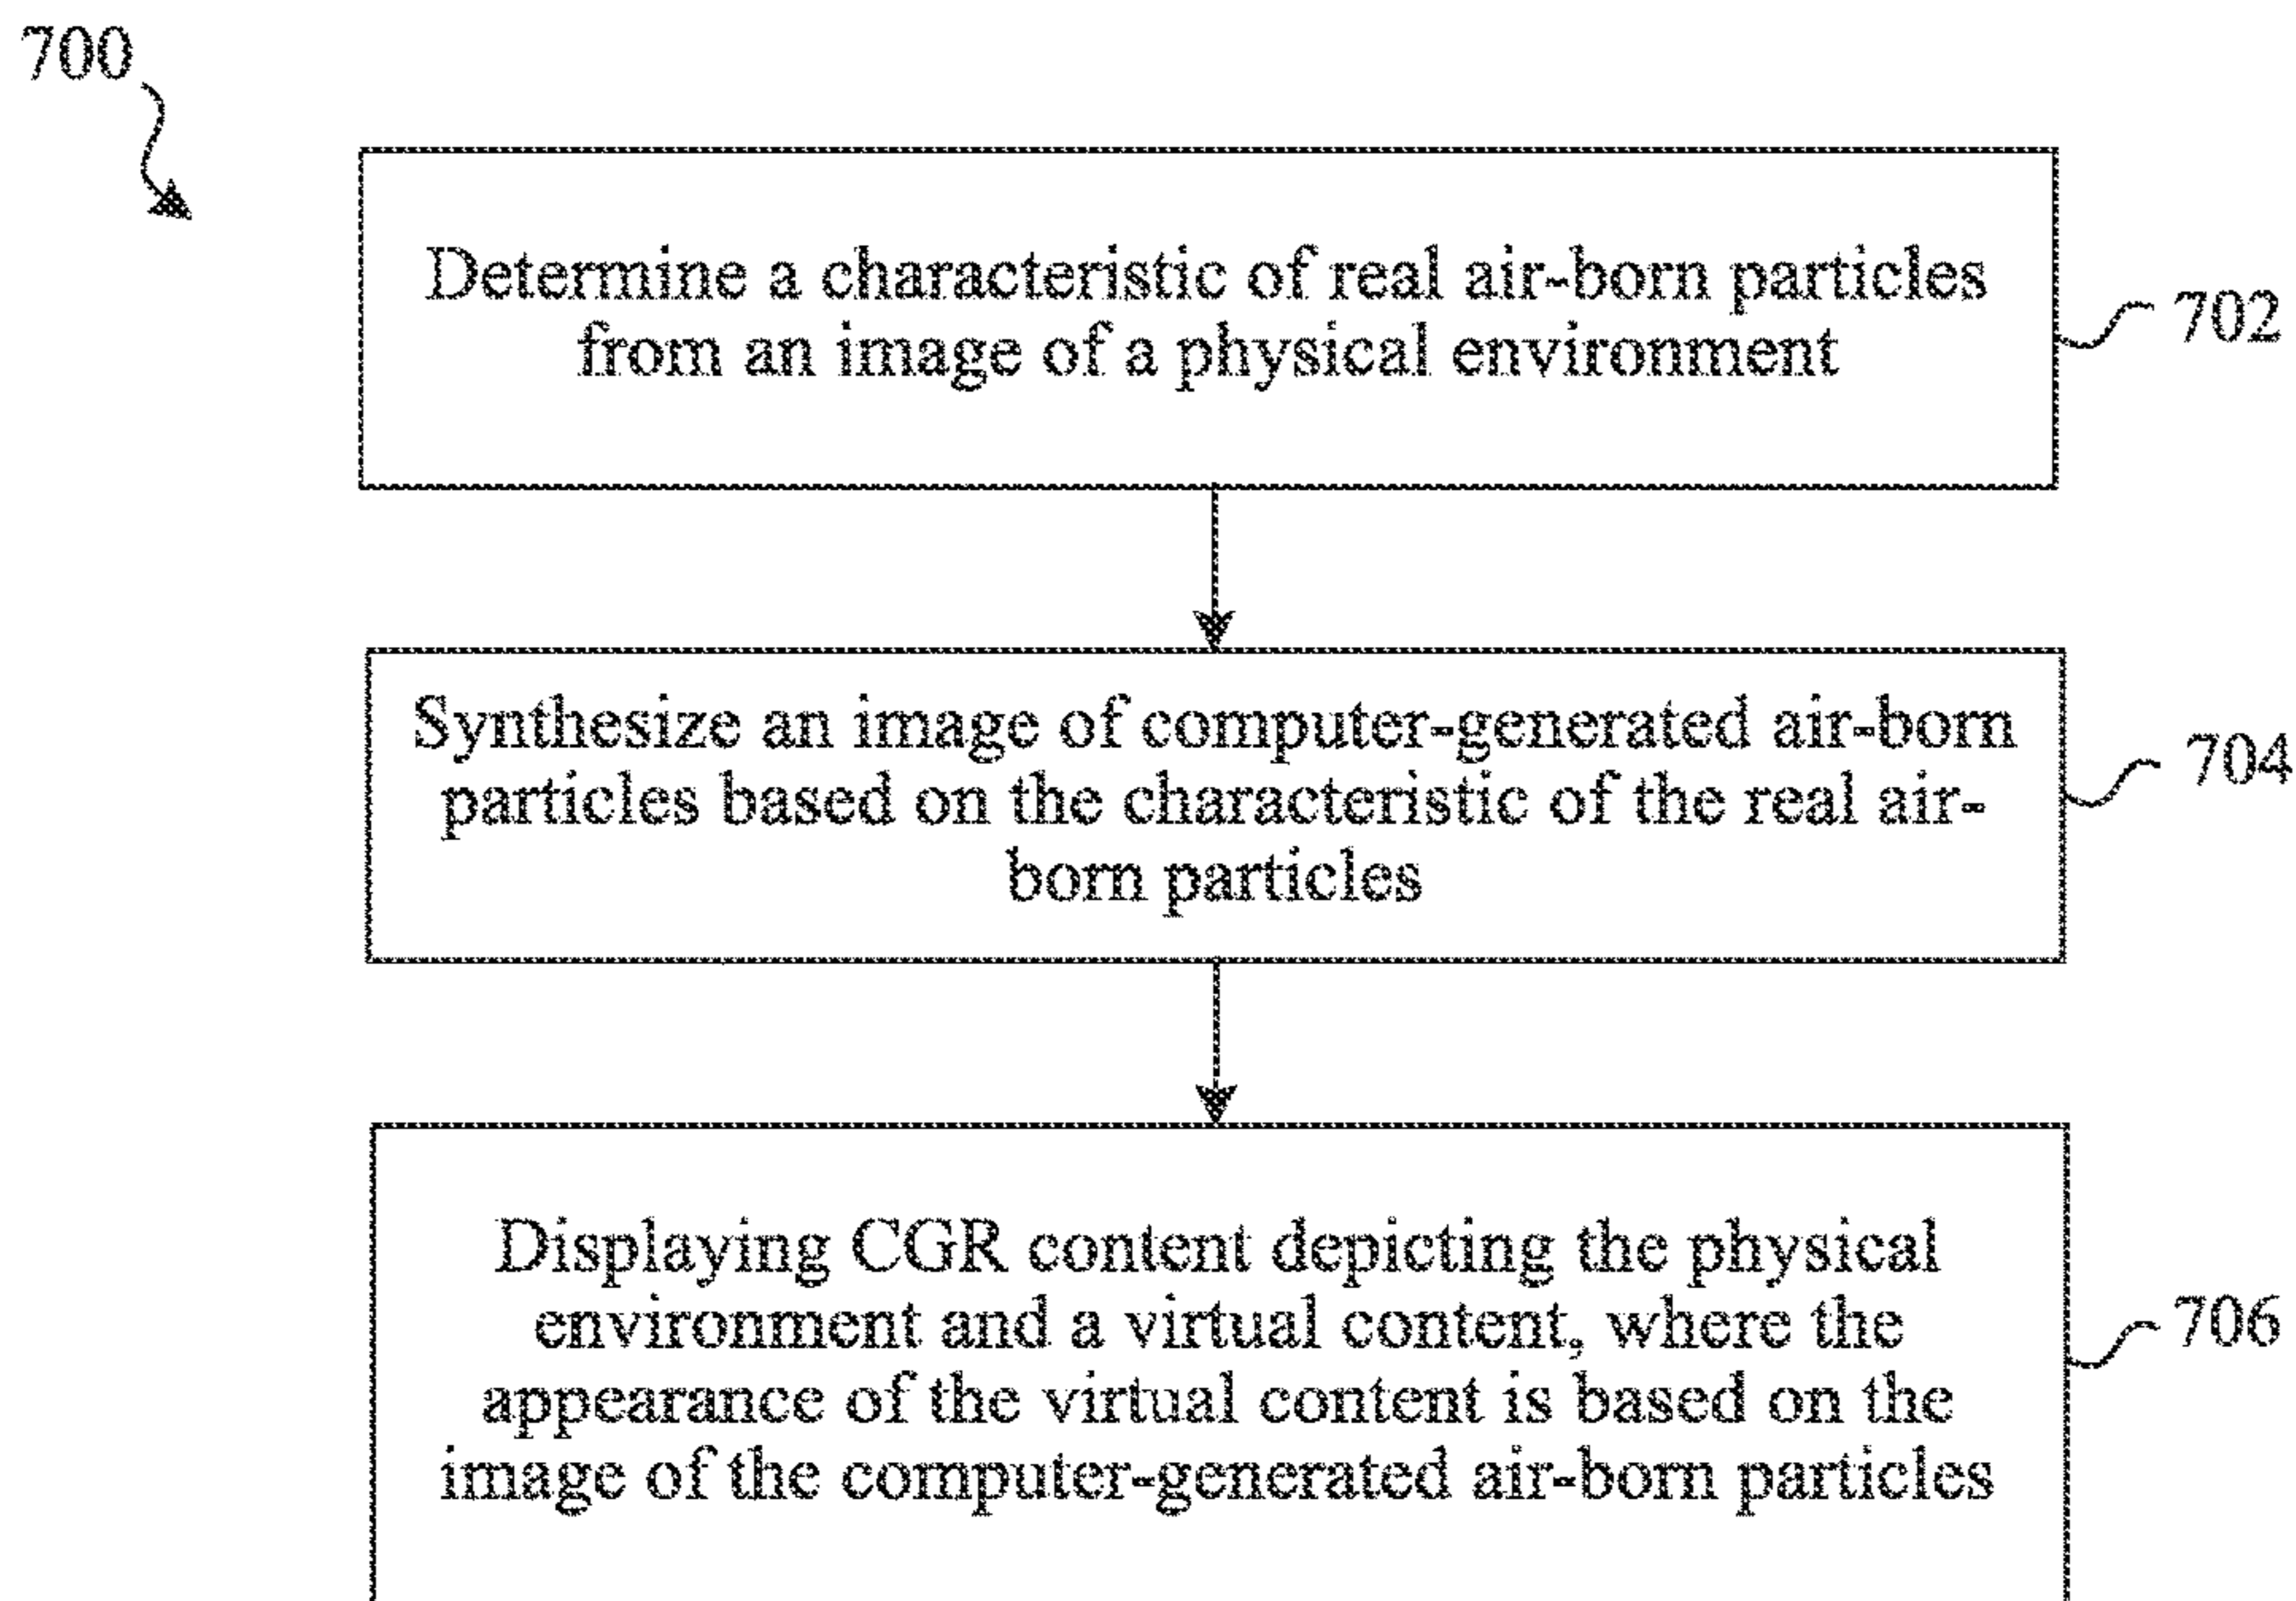 700
Determine a characteristic of real air-born particles
from an image of a physical environment
702
Synthesize an image of computer-generated air-born
particles based on the characteristic of the real air-
born particles
704
Displaying CGR content depicting the physical
environment and a virtual content, where the
appearance of the virtual content is based on the
image of the computer-generated air-born particles
706